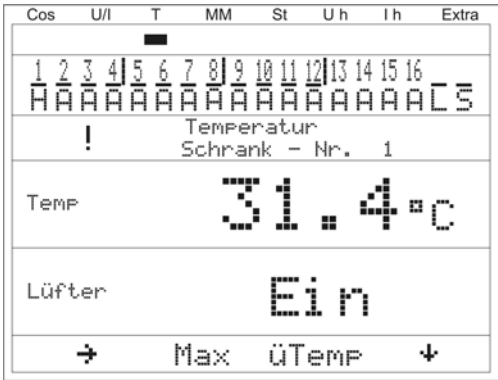 Cos U/I T MM St U h I h Extra
1 2 3 4 5 6 7 8 9 10 11 12 13 14 15 16
A A A A A A A A A A A A A A A A L S
! Temperatur
Schrank - Nr. 1
Temp 31.4°C
Lüfter Ein
→ Max üTemp ↓